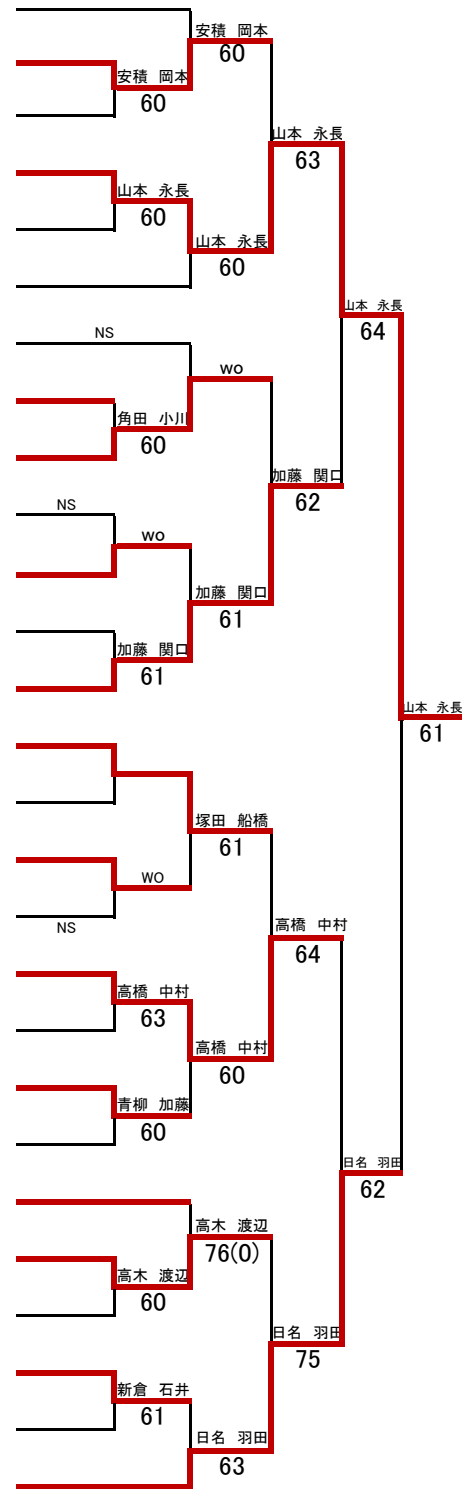 安積 岡本
60
安積 岡本
60
山本 永長
63
山本 永長
60
山本 永長
60
山本 永長
64
NS
wo
角田 小川
60
加藤 関口
62
NS
wo
加藤 関口
61
加藤 関口
61
山本 永長
61
塚田 船橋
61
WO
NS
高橋 中村
64
高橋 中村
63
高橋 中村
60
青柳 加藤
60
日名 羽田
62
高木 渡辺
76(0)
高木 渡辺
60
日名 羽田
75
新倉 石井
61
日名 羽田
63